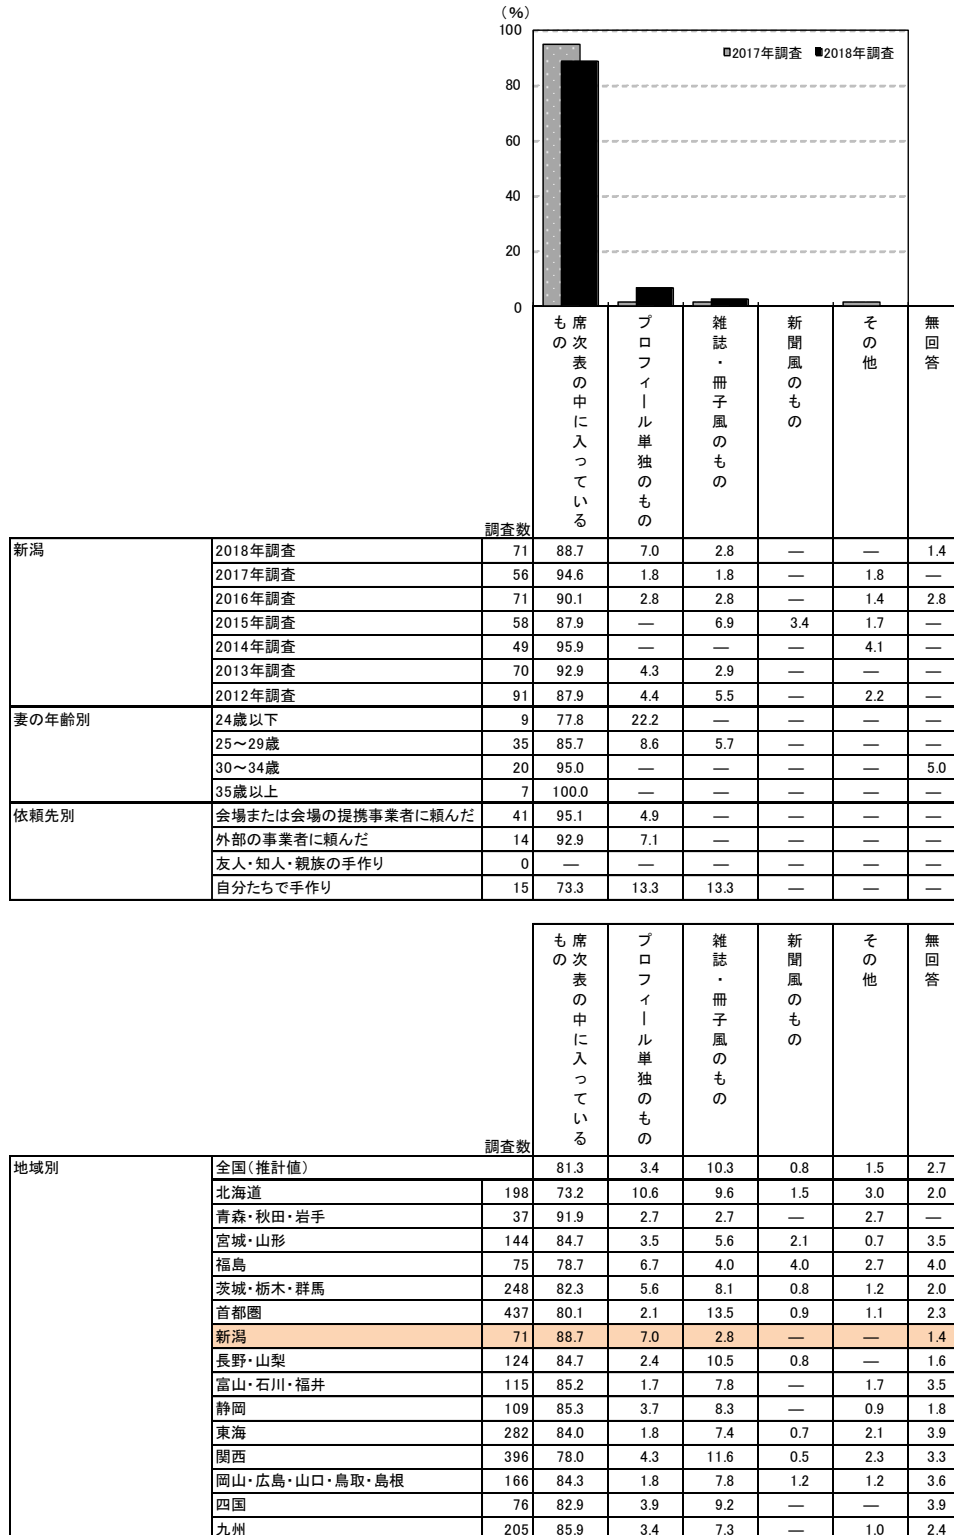 (%)
100
80
60
40
20
0
2017年調査 2018年調査
席次表の中に入っているもの
プロフィール単独のもの
雑誌・冊子風のもの
新聞風のもの
その他
無回答
調査数
新潟 2018年調査 71 88.7 7.0 2.8 ― ― 1.4
2017年調査 56 94.6 1.8 1.8 ― 1.8 ―
2016年調査 71 90.1 2.8 2.8 ― 1.4 2.8
2015年調査 58 87.9 ― 6.9 3.4 1.7 ―
2014年調査 49 95.9 ― ― ― 4.1 ―
2013年調査 70 92.9 4.3 2.9 ― ― ―
2012年調査 91 87.9 4.4 5.5 ― 2.2 ―
妻の年齢別 24歳以下 9 77.8 22.2 ― ― ― ―
25～29歳 35 85.7 8.6 5.7 ― ― ―
30～34歳 20 95.0 ― ― ― ― 5.0
35歳以上 7 100.0 ― ― ― ― ―
依頼先別 会場または会場の提携事業者に頼んだ 41 95.1 4.9 ― ― ― ―
外部の事業者に頼んだ 14 92.9 7.1 ― ― ― ―
友人・知人・親族の手作り 0 ― ― ― ― ― ―
自分たちで手作り 15 73.3 13.3 13.3 ― ― ―
席次表の中に入っているもの
プロフィール単独のもの
雑誌・冊子風のもの
新聞風のもの
その他
無回答
調査数
地域別 全国(推計値) 81.3 3.4 10.3 0.8 1.5 2.7
北海道 198 73.2 10.6 9.6 1.5 3.0 2.0
青森・秋田・岩手 37 91.9 2.7 2.7 ― 2.7 ―
宮城・山形 144 84.7 3.5 5.6 2.1 0.7 3.5
福島 75 78.7 6.7 4.0 4.0 2.7 4.0
茨城・栃木・群馬 248 82.3 5.6 8.1 0.8 1.2 2.0
首都圏 437 80.1 2.1 13.5 0.9 1.1 2.3
新潟 71 88.7 7.0 2.8 ― ― 1.4
長野・山梨 124 84.7 2.4 10.5 0.8 ― 1.6
富山・石川・福井 115 85.2 1.7 7.8 ― 1.7 3.5
静岡 109 85.3 3.7 8.3 ― 0.9 1.8
東海 282 84.0 1.8 7.4 0.7 2.1 3.9
関西 396 78.0 4.3 11.6 0.5 2.3 3.3
岡山・広島・山口・鳥取・島根 166 84.3 1.8 7.8 1.2 1.2 3.6
四国 76 82.9 3.9 9.2 ― ― 3.9
九州 205 85.9 3.4 7.3 ― 1.0 2.4